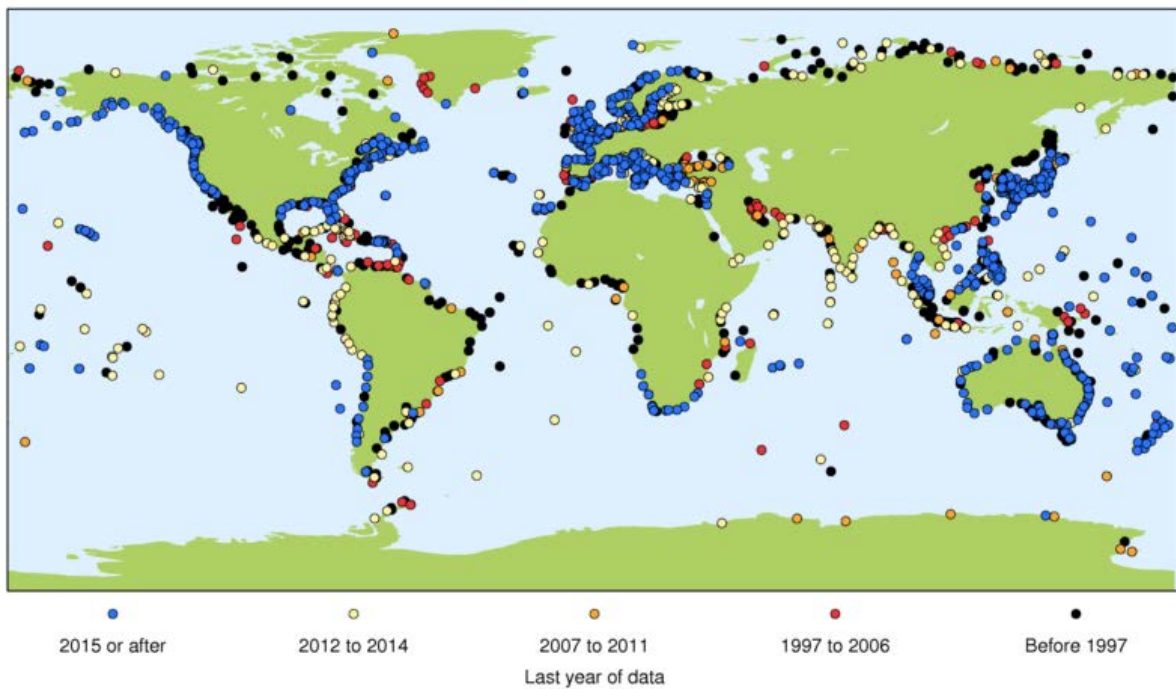 2015 or after
2012 to 2014
2007 to 2011
1997 to 2006
Before 1997
Last year of data